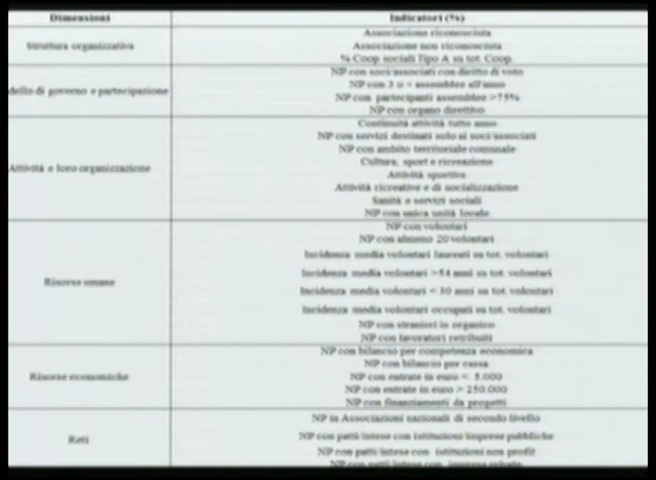 Dimensioni
Indicatori (%)
Struttura organizzativa
Associazione riconosciuta
Associazione non riconosciuta
% Coop sociali Tipo A su tot. Coop.
dello di governo e partecipazione
NP con soci/associati con diritto di voto
NP con 3 o + assemblee all'anno
NP con partecipanti assemblee >75%
NP con organo direttivo
Attività e loro organizzazione
Continuità attività tutto anno
NP con servizi destinati solo ai soci/associati
NP con ambito territoriale comunale
Cultura, sport e ricreazione
Attività sportive
Attività ricreative e di socializzazione
Sanità e servizi sociali
NP con unica unità locale
Risorse umane
NP con volontari
NP con almeno 20 volontari
Incidenza media volontari laureati su tot. volontari
Incidenza media volontari >54 anni su tot. volontari
Incidenza media volontari < 30 anni su tot. volontari
Incidenza media volontari occupati su tot. volontari
NP con stranieri in organico
NP con lavoratori retribuiti
Risorse economiche
NP con bilancio per competenza economica
NP con bilancio per cassa
NP con entrate in euro < 5.000
NP con entrate in euro > 250.000
NP con finanziamenti da progetti
Reti
NP in Associazioni nazionali di secondo livello
NP con patti/intese con istituzioni/imprese pubbliche
NP con patti/intese con istituzioni non profit
NP con patti/intese con imprese private